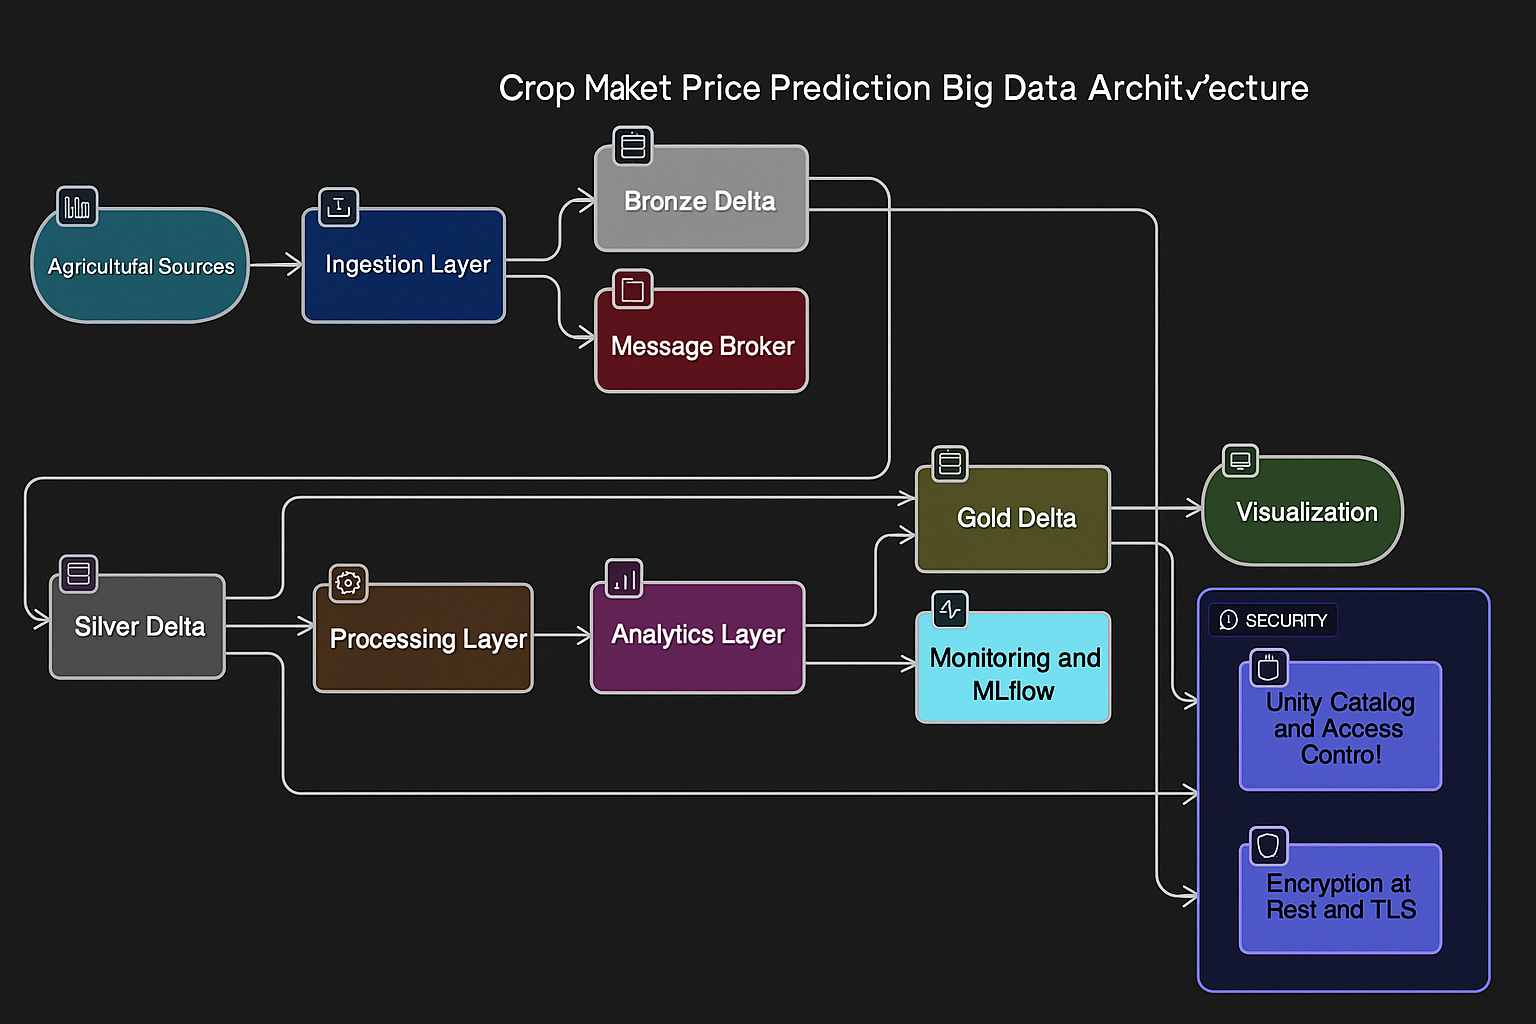 Crop Maket Price Prediction Big Data Archit✓ecture
Bronze Delta
Agricultufal Sources
Ingestion Layer
Message Broker
Gold Delta
Visualization
Silver Delta
Processing Layer
Analytics Layer
Monitoring and
MLflow
SECURITY
Unity Catalog
and Access
Contro!
Encryption at
Rest and TLS